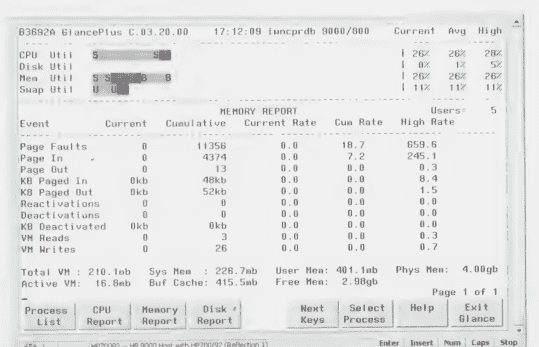 B3692A GlancePlus C.03.20.00 17:12:09 iwncprdb 9000/800 Current Avg High
CPU Util S S 26% 26% 28%
Disk Util 0% 1% 5%
Mem Util S S B B 26% 26% 26%
Swap Util U U 11% 11% 11%
MEMORY REPORT Users= 5
Event Current Cumulative Current Rate Cum Rate High Rate
Page Faults 0 11356 0.0 18.7 659.6
Page In 0 4374 0.0 7.2 245.1
Page Out 0 13 0.0 0.0 0.3
KB Paged In 0kb 48kb 0.0 0.0 8.4
KB Paged Out 0kb 52kb 0.0 0.0 1.5
Reactivations 0 0 0.0 0.0 0.0
Deactivations 0 0 0.0 0.0 0.0
KB Deactivated 0kb 0kb 0.0 0.0 0.0
VM Reads 0 3 0.0 0.0 0.3
VM Writes 0 26 0.0 0.0 0.7
Total VM : 210.1mb Sys Mem : 226.7mb User Mem: 401.1mb Phys Mem: 4.00gb
Active VM: 16.8mb Buf Cache: 415.5mb Free Mem: 2.98gb
Page 1 of 1
Process List CPU Report Memory Report Disk Report Next Keys Select Process Help Exit Glance
HP70092 -- HP 9000 Host with HP700/92 (Reflection 1) Enter Insert Num Caps Stop